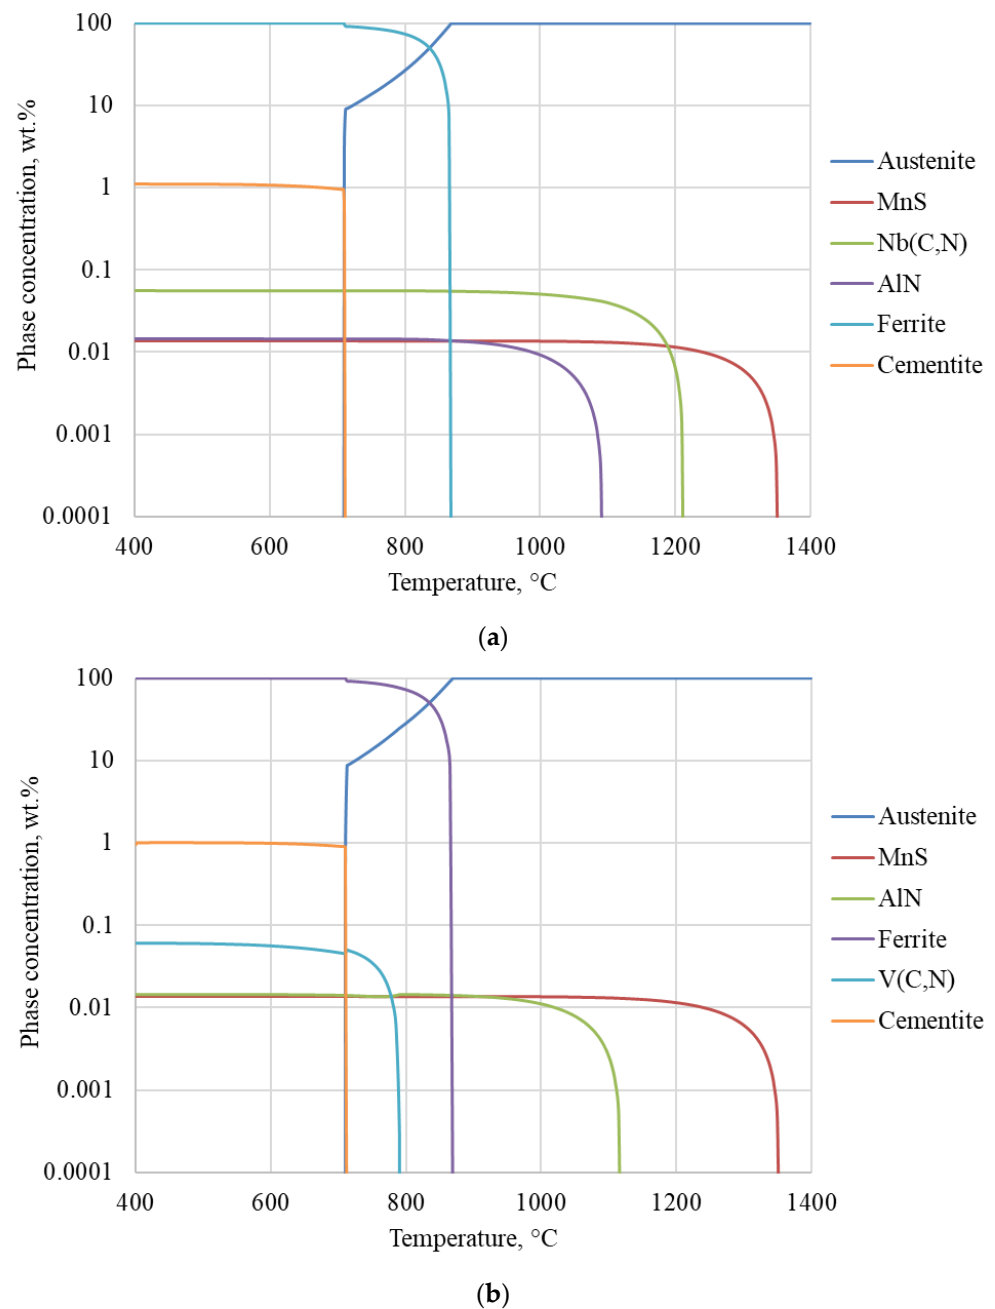 100
10
1
0.1
0.01
0.001
0.0001
Phase concentration, wt.%
400 600 800 1000 1200 1400
Temperature, °C
Austenite
MnS
Nb(C,N)
AlN
Ferrite
Cementite
(a)
100
10
1
0.1
0.01
0.001
0.0001
Phase concentration, wt.%
400 600 800 1000 1200 1400
Temperature, °C
Austenite
MnS
AlN
Ferrite
V(C,N)
Cementite
(b)